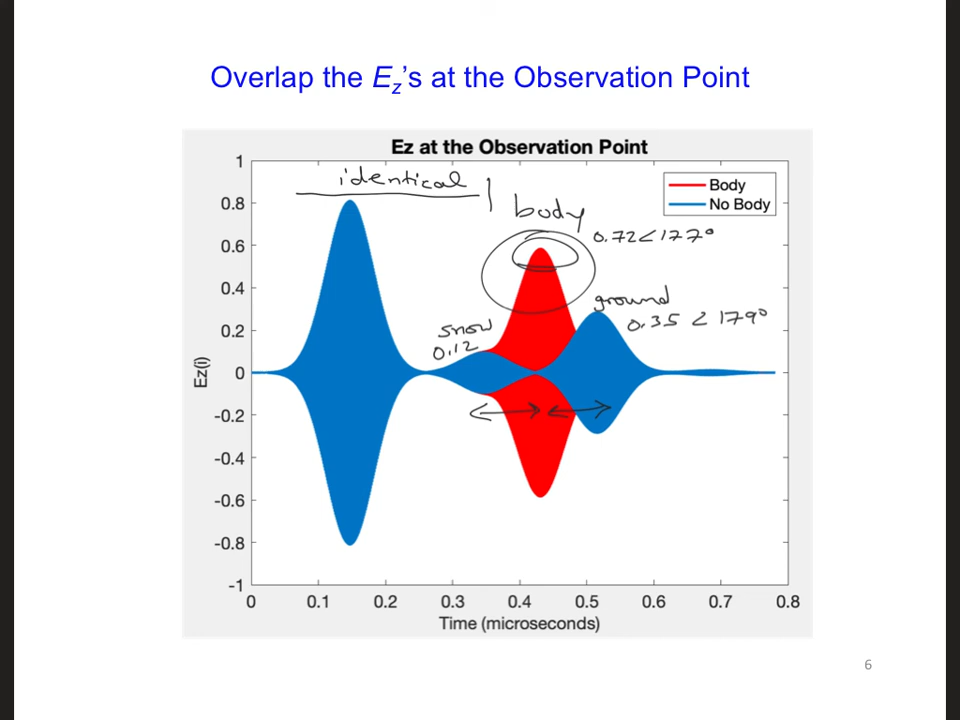 Overlap the Ez's at the Observation Point
Ez at the Observation Point
identical
body
0.72<177°
snow
0.12
ground
0.35 < 179°
Body
No Body
1
0.8
0.6
0.4
0.2
0
-0.2
-0.4
-0.6
-0.8
-1
Ez(i)
0 0.1 0.2 0.3 0.4 0.5 0.6 0.7 0.8
Time (microseconds)
6